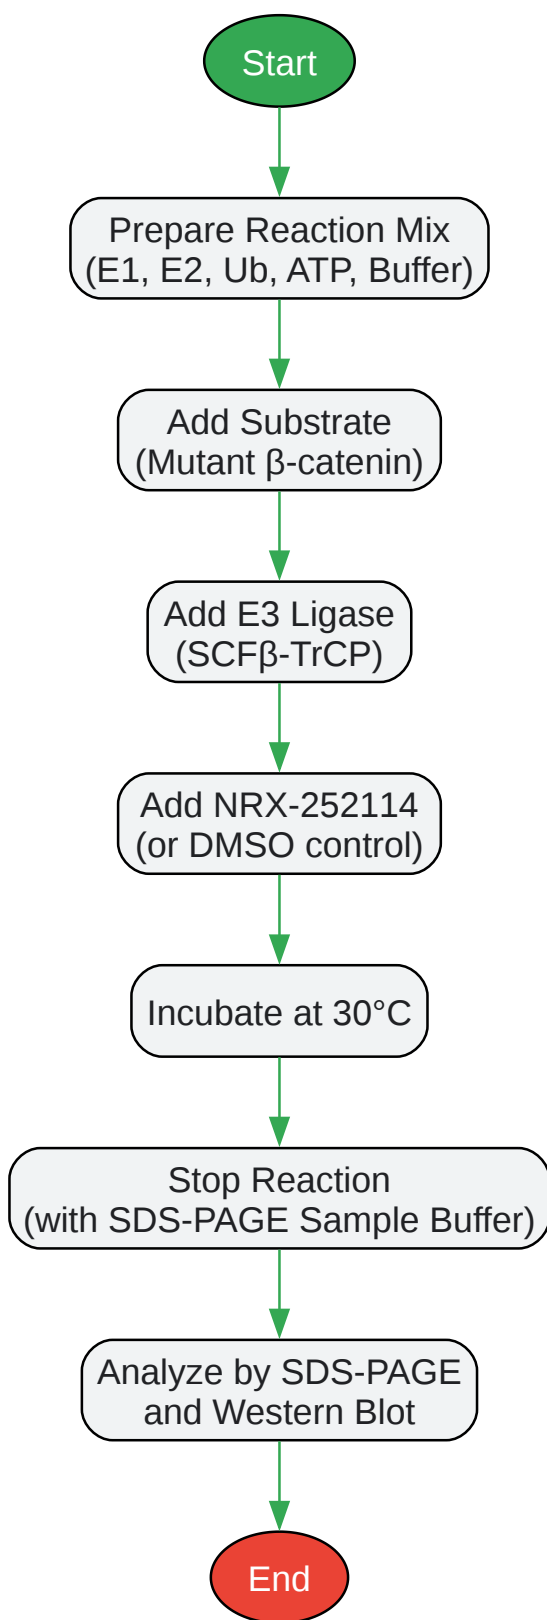 Start
Prepare Reaction Mix
(E1, E2, Ub, ATP, Buffer)
Add Substrate
(Mutant β-catenin)
Add E3 Ligase
(SCFβ-TrCP)
Add NRX-252114
(or DMSO control)
Incubate at 30°C
Stop Reaction
(with SDS-PAGE Sample Buffer)
Analyze by SDS-PAGE
and Western Blot
End